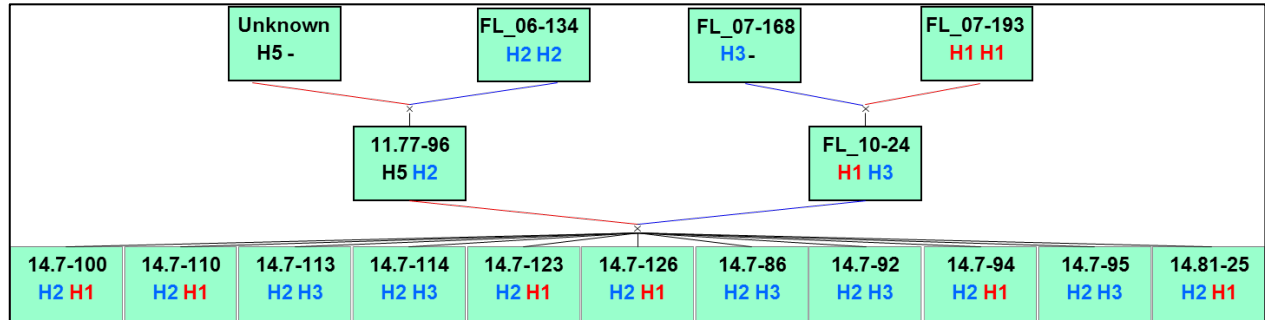 Unknown
H5 -
FL_06-134
H2 H2
FL_07-168
H3-
FL_07-193
H1 H1
×
×
11.77-96
H5 H2
FL_10-24
H1 H3
×
14.7-100
H2 H1
14.7-110
H2 H1
14.7-113
H2 H3
14.7-114
H2 H3
14.7-123
H2 H1
14.7-126
H2 H1
14.7-86
H2 H3
14.7-92
H2 H3
14.7-94
H2 H1
14.7-95
H2 H3
14.81-25
H2 H1